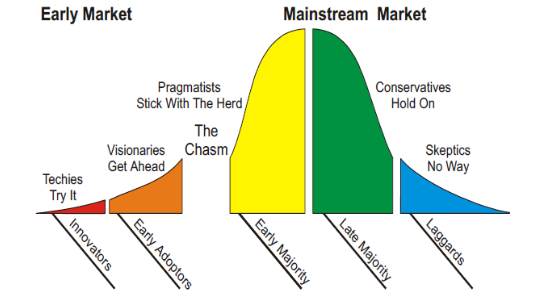 Early Market
Mainstream Market
Pragmatists
Stick With The Herd
Conservatives
Hold On
The
Chasm
Visionaries
Get Ahead
Skeptics
No Way
Techies
Try It
Innovators
Early Adoptors
Early Majority
Late Majority
Laggards